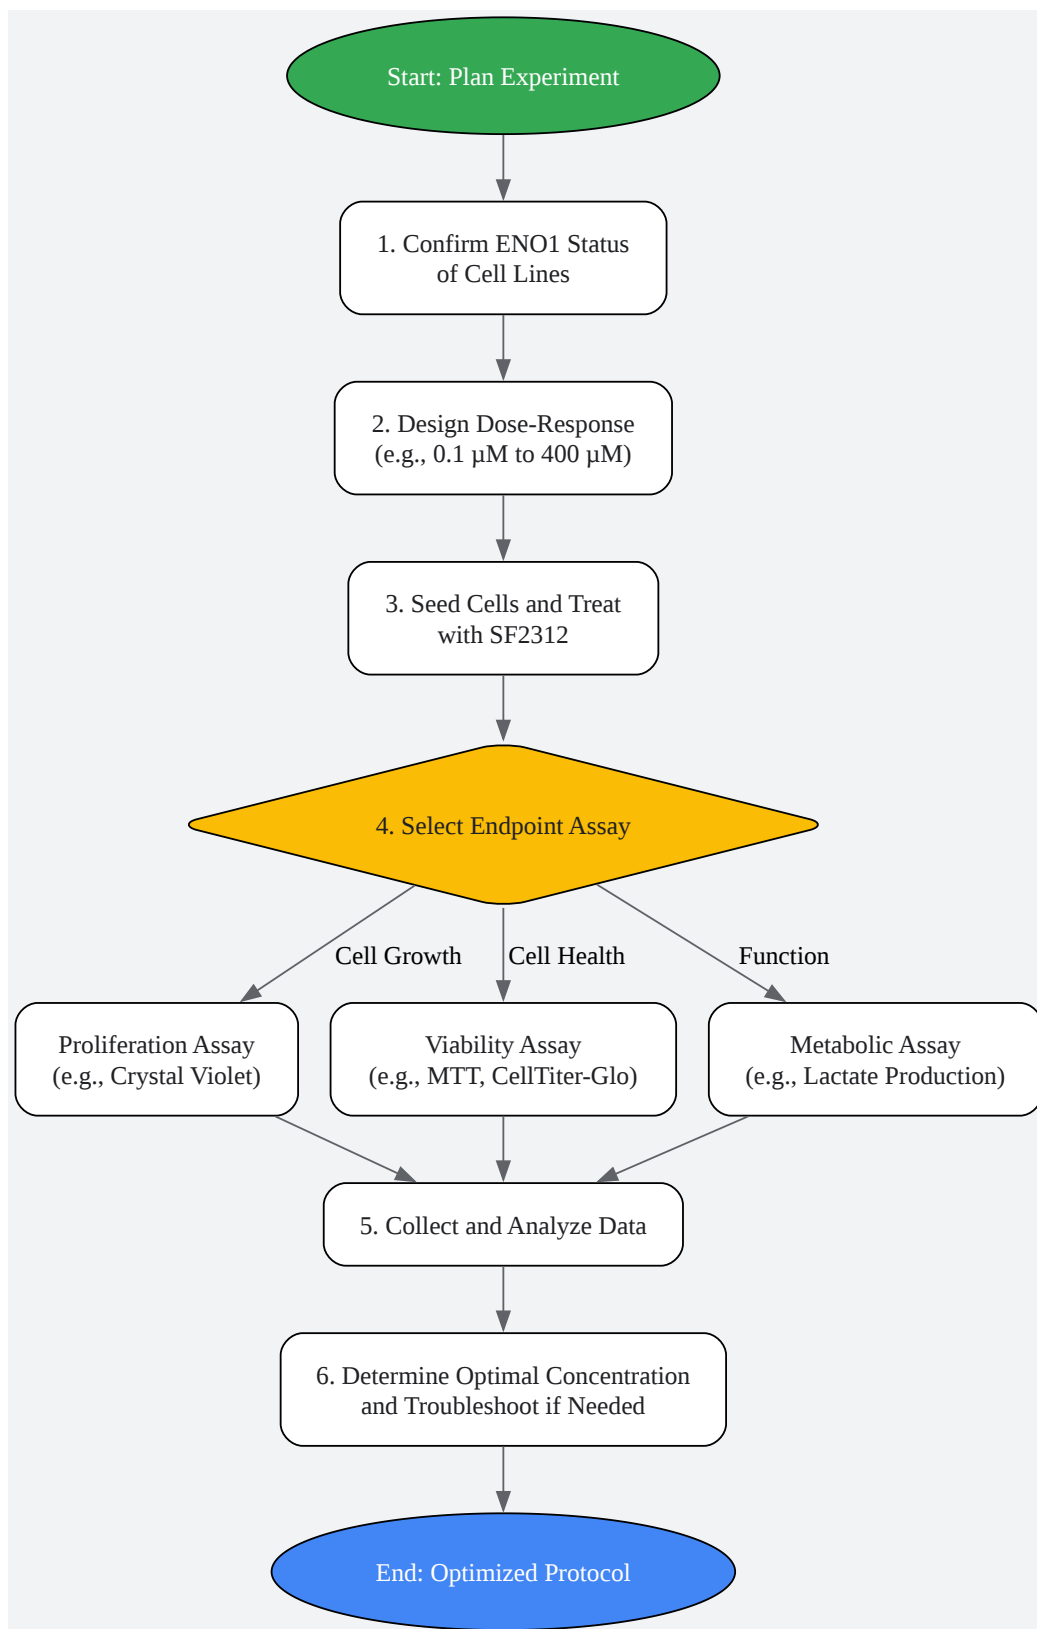 Start: Plan Experiment
1. Confirm ENO1 Status
of Cell Lines
2. Design Dose-Response
(e.g., 0.1 µM to 400 µM)
3. Seed Cells and Treat
with SF2312
4. Select Endpoint Assay
Cell Growth
Cell Health
Function
Proliferation Assay
(e.g., Crystal Violet)
Viability Assay
(e.g., MTT, CellTiter-Glo)
Metabolic Assay
(e.g., Lactate Production)
5. Collect and Analyze Data
6. Determine Optimal Concentration
and Troubleshoot if Needed
End: Optimized Protocol